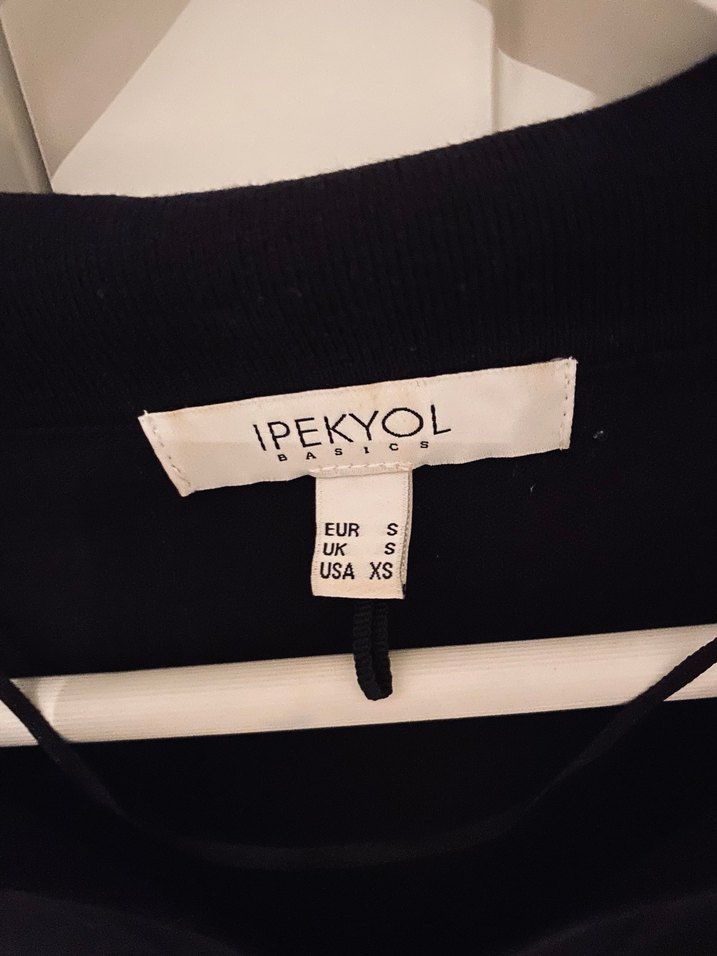 IPEKYOL
BASICS
EUR S
UK S
USA XS